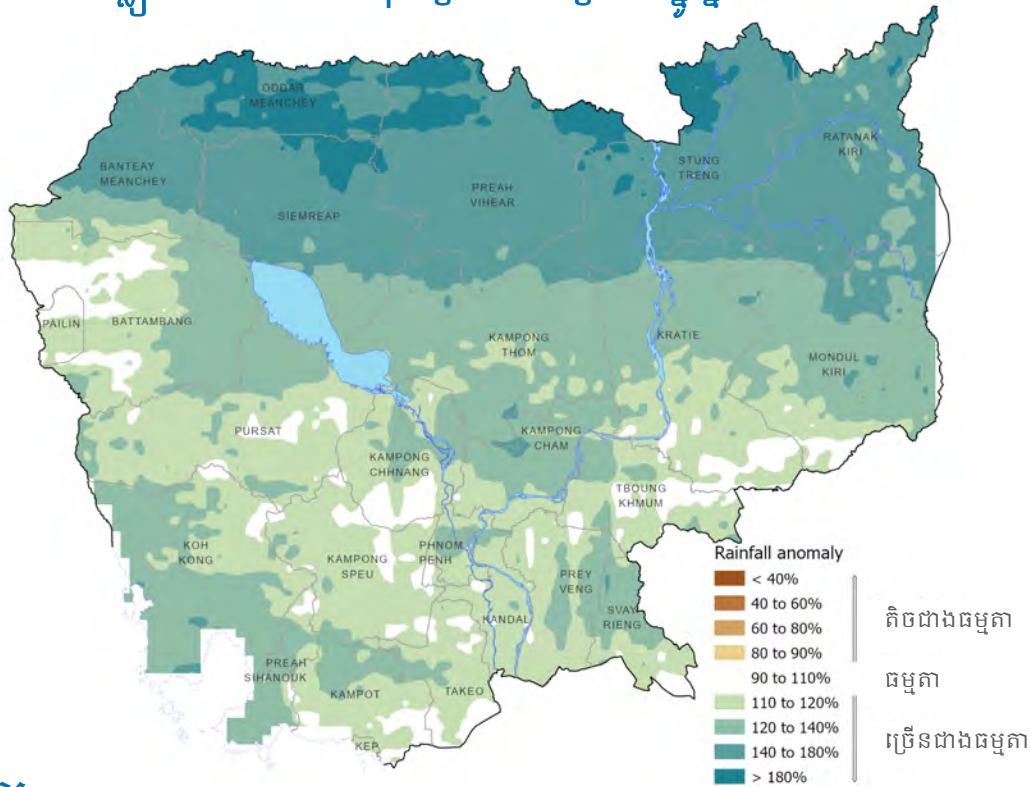 ODDAR
MEANCHEY
RATANAK
KIRI
BANTEAY
MEANCHEY
STUNG
TRENG
PREAH
VIHEAR
SIEMREAP
PAILIN
BATTAMBANG
KAMPONG
THOM
KRATIE
MONDUL
KIRI
PURSAT
KAMPONG
CHAM
KAMPONG
CHHNANG
TBOUNG
KHMUM
KOH
KONG
KAMPONG
SPEU
PHNOM
PENH
PREY
VENG
SVAY
RIENG
KANDAL
PREAH
SIHANOUK
KAMPOT
TAKEO
KEP
Rainfall anomaly
< 40%
40 to 60%
60 to 80%
80 to 90%
90 to 110%
110 to 120%
120 to 140%
140 to 180%
> 180%
តិចជាងធម្មតា
ធម្មតា
ច្រើនជាងធម្មតា